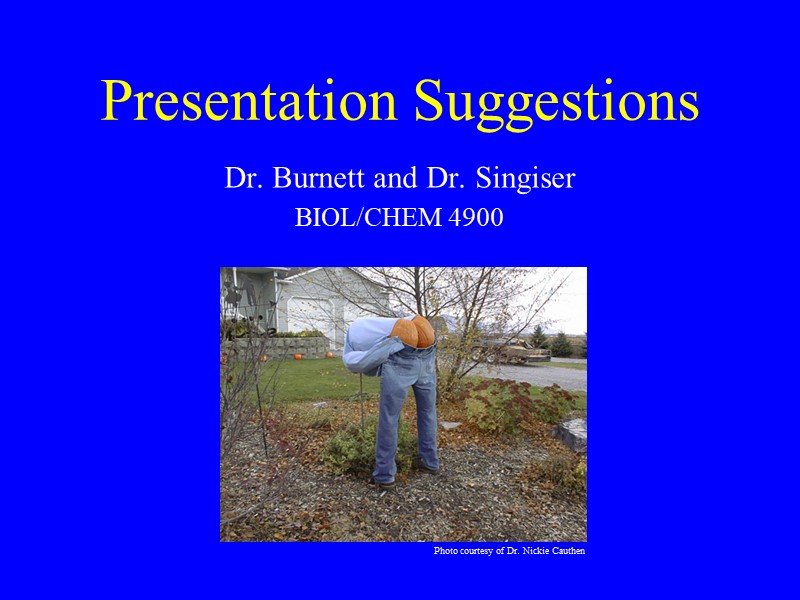 Presentation Suggestions
Dr. Burnett and Dr. Singiser
BIOL/CHEM 4900
Photo courtesy of Dr. Nickie Cauthen